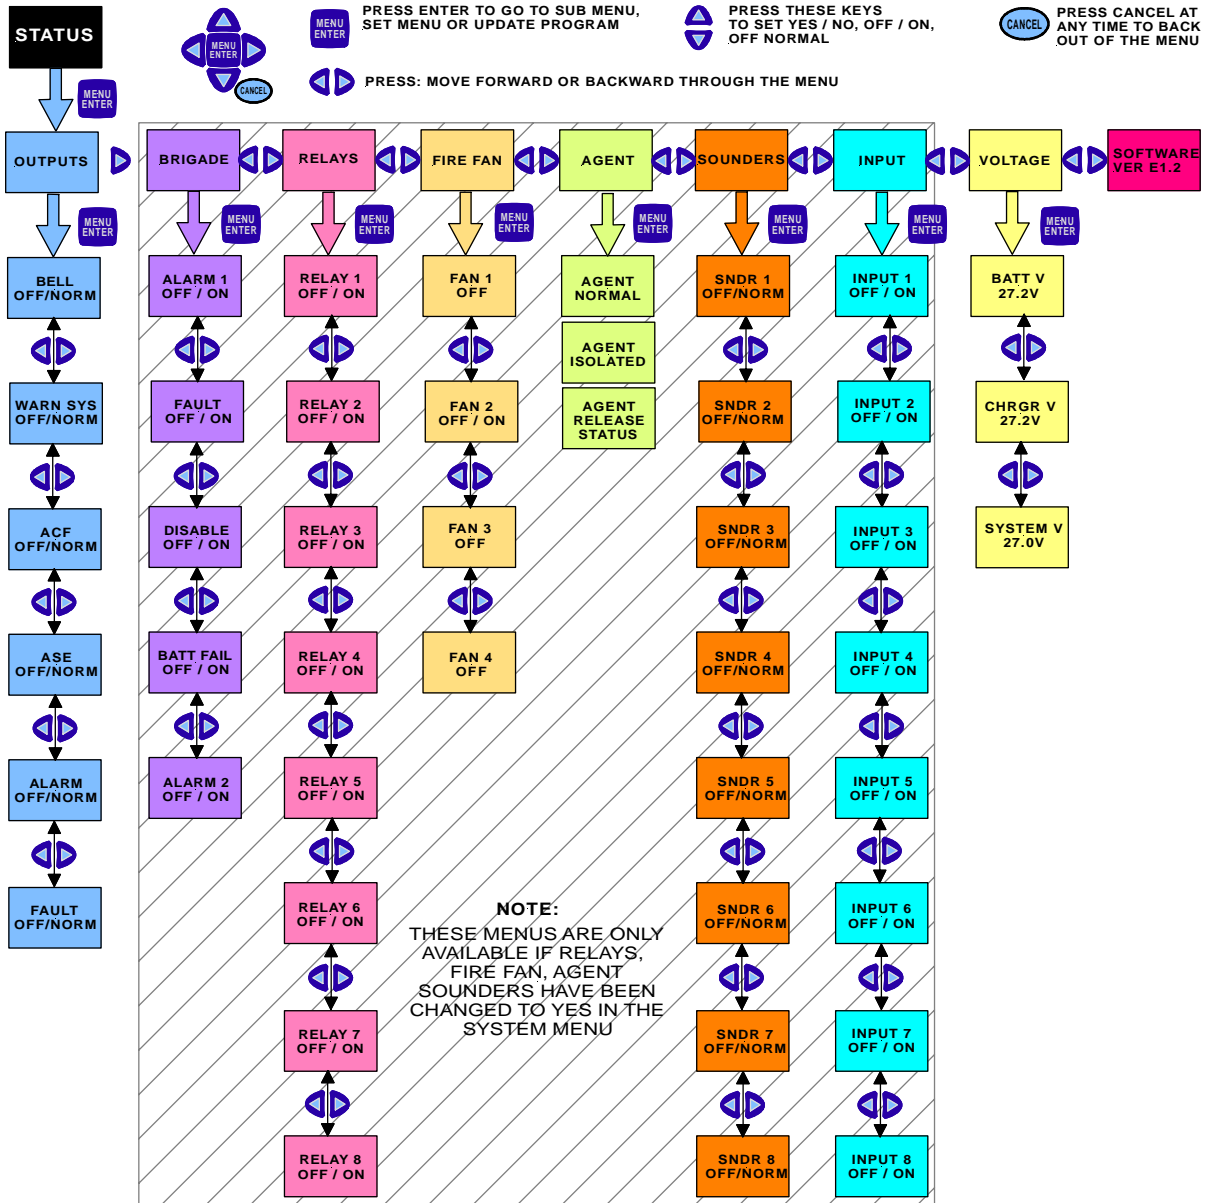 STATUS
MENU
ENTER
CANCEL
MENU
ENTER
PRESS ENTER TO GO TO SUB MENU,
SET MENU OR UPDATE PROGRAM
PRESS THESE KEYS
TO SET YES / NO, OFF / ON,
OFF NORMAL
CANCEL
PRESS CANCEL AT
ANY TIME TO BACK
OUT OF THE MENU
PRESS: MOVE FORWARD OR BACKWARD THROUGH THE MENU
MENU
ENTER
OUTPUTS
BRIGADE
RELAYS
FIRE FAN
AGENT
SOUNDERS
INPUT
VOLTAGE
SOFTWARE
VER E1.2
MENU
ENTER
MENU
ENTER
MENU
ENTER
MENU
ENTER
MENU
ENTER
MENU
ENTER
MENU
ENTER
MENU
ENTER
BELL
OFF/NORM
WARN SYS
OFF/NORM
ACF
OFF/NORM
ASE
OFF/NORM
ALARM
OFF/NORM
FAULT
OFF/NORM
ALARM 1
OFF / ON
FAULT
OFF / ON
DISABLE
OFF / ON
BATT FAIL
OFF / ON
ALARM 2
OFF / ON
RELAY 1
OFF / ON
RELAY 2
OFF / ON
RELAY 3
OFF / ON
RELAY 4
OFF / ON
RELAY 5
OFF / ON
RELAY 6
OFF / ON
RELAY 7
OFF / ON
RELAY 8
OFF / ON
FAN 1
OFF
FAN 2
OFF / ON
FAN 3
OFF
FAN 4
OFF
AGENT
NORMAL
AGENT
ISOLATED
AGENT
RELEASE
STATUS
SNDR 1
OFF/NORM
SNDR 2
OFF/NORM
SNDR 3
OFF/NORM
SNDR 4
OFF/NORM
SNDR 5
OFF/NORM
SNDR 6
OFF/NORM
SNDR 7
OFF/NORM
SNDR 8
OFF/NORM
INPUT 1
OFF / ON
INPUT 2
OFF / ON
INPUT 3
OFF / ON
INPUT 4
OFF / ON
INPUT 5
OFF / ON
INPUT 6
OFF / ON
INPUT 7
OFF / ON
INPUT 8
OFF / ON
BATT V
27.2V
CHRGR V
27.2V
SYSTEM V
27.0V
NOTE:
THESE MENUS ARE ONLY
AVAILABLE IF RELAYS,
FIRE FAN, AGENT
SOUNDERS HAVE BEEN
CHANGED TO YES IN THE
SYSTEM MENU